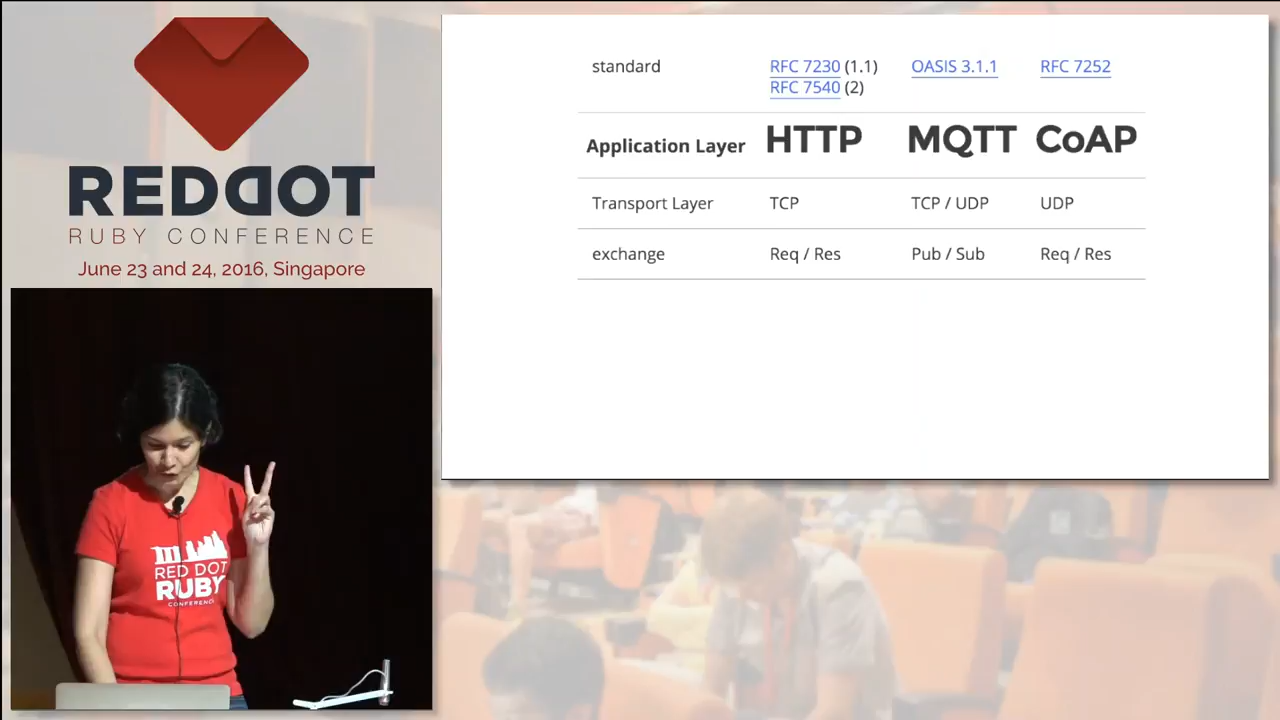 REDDOT
RUBY CONFERENCE
June 23 and 24, 2016, Singapore
standard RFC 7230 (1.1) OASIS 3.1.1 RFC 7252
RFC 7540 (2)
Application Layer HTTP MQTT CoAP
Transport Layer TCP TCP / UDP UDP
exchange Req / Res Pub / Sub Req / Res
RED DOT
RUBY
CONFERENCE